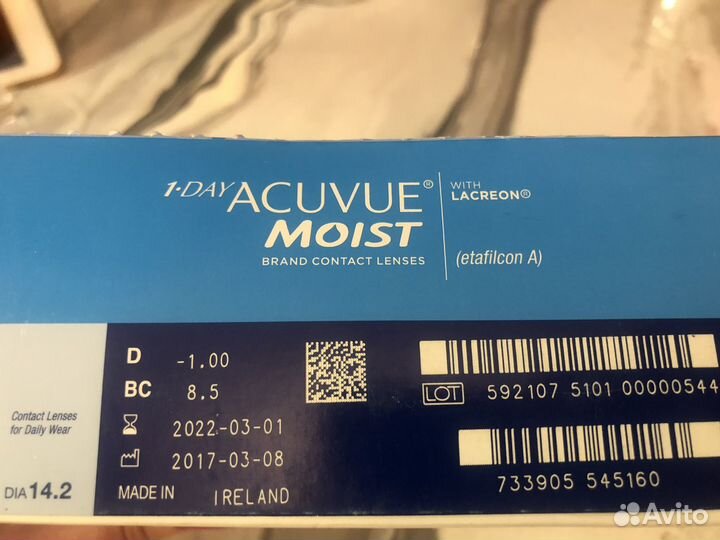 1·DAY ACUVUE® MOIST
BRAND CONTACT LENSES
WITH
LACREON®
(etafilcon A)
Contact Lenses
for Daily Wear
DIA 14.2
D -1.00
BC 8.5
2022-03-01
2017-03-08
MADE IN IRELAND
LOT 592107 5101 00000544
733905 545160
Avito